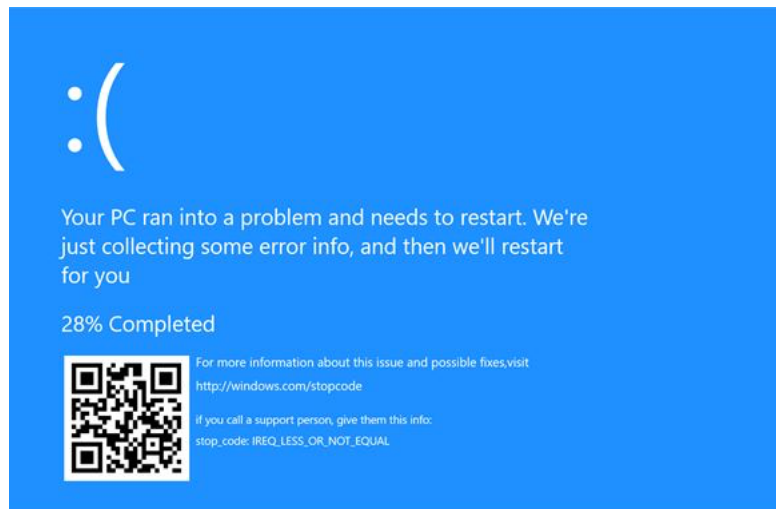 :(
Your PC ran into a problem and needs to restart. We're
just collecting some error info, and then we'll restart
for you
28% Completed
For more information about this issue and possible fixes,visit
http://windows.com/stopcode
if you call a support person, give them this info:
stop_code: IREQ_LESS_OR_NOT_EQUAL